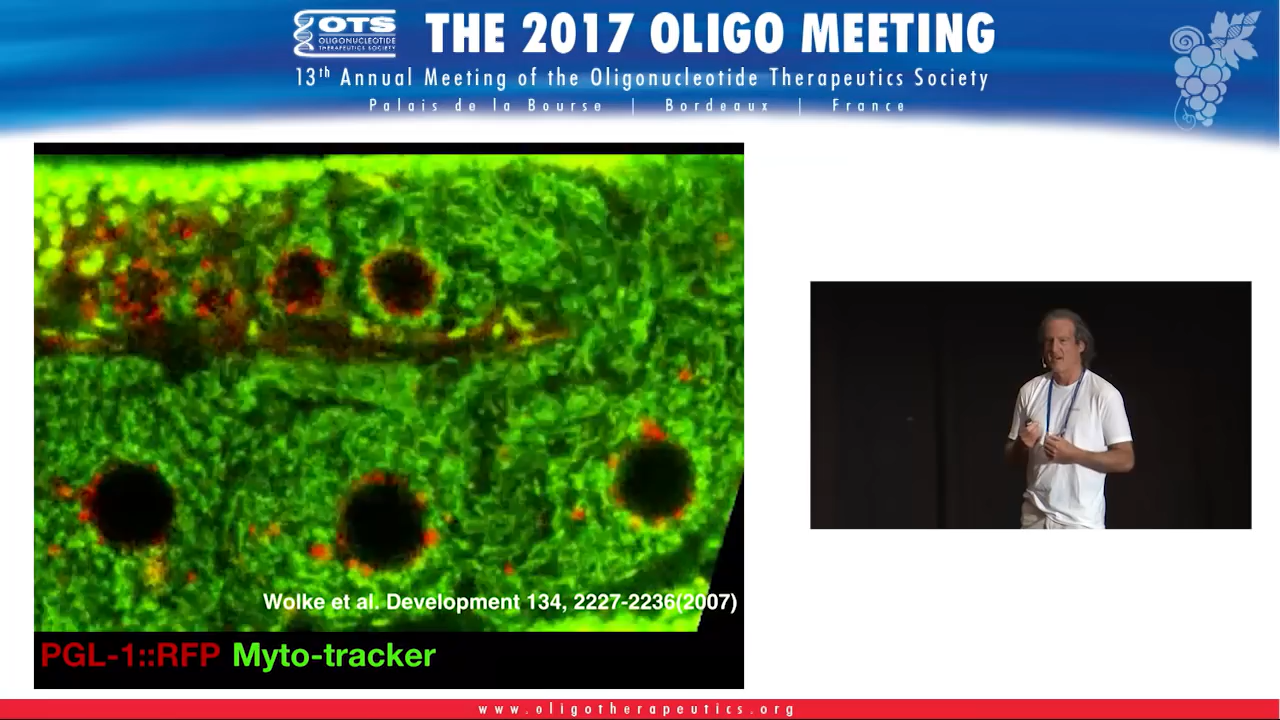 OTS
OLIGONUCLEOTIDE
THERAPEUTICS SOCIETY
THE 2017 OLIGO MEETING
13th Annual Meeting of the Oligonucleotide Therapeutics Society
Palais de la Bourse | Bordeaux | France
Wolke et al. Development 134, 2227-2236(2007)
PGL-1::RFP Myto-tracker
www.oligotherapeutics.org